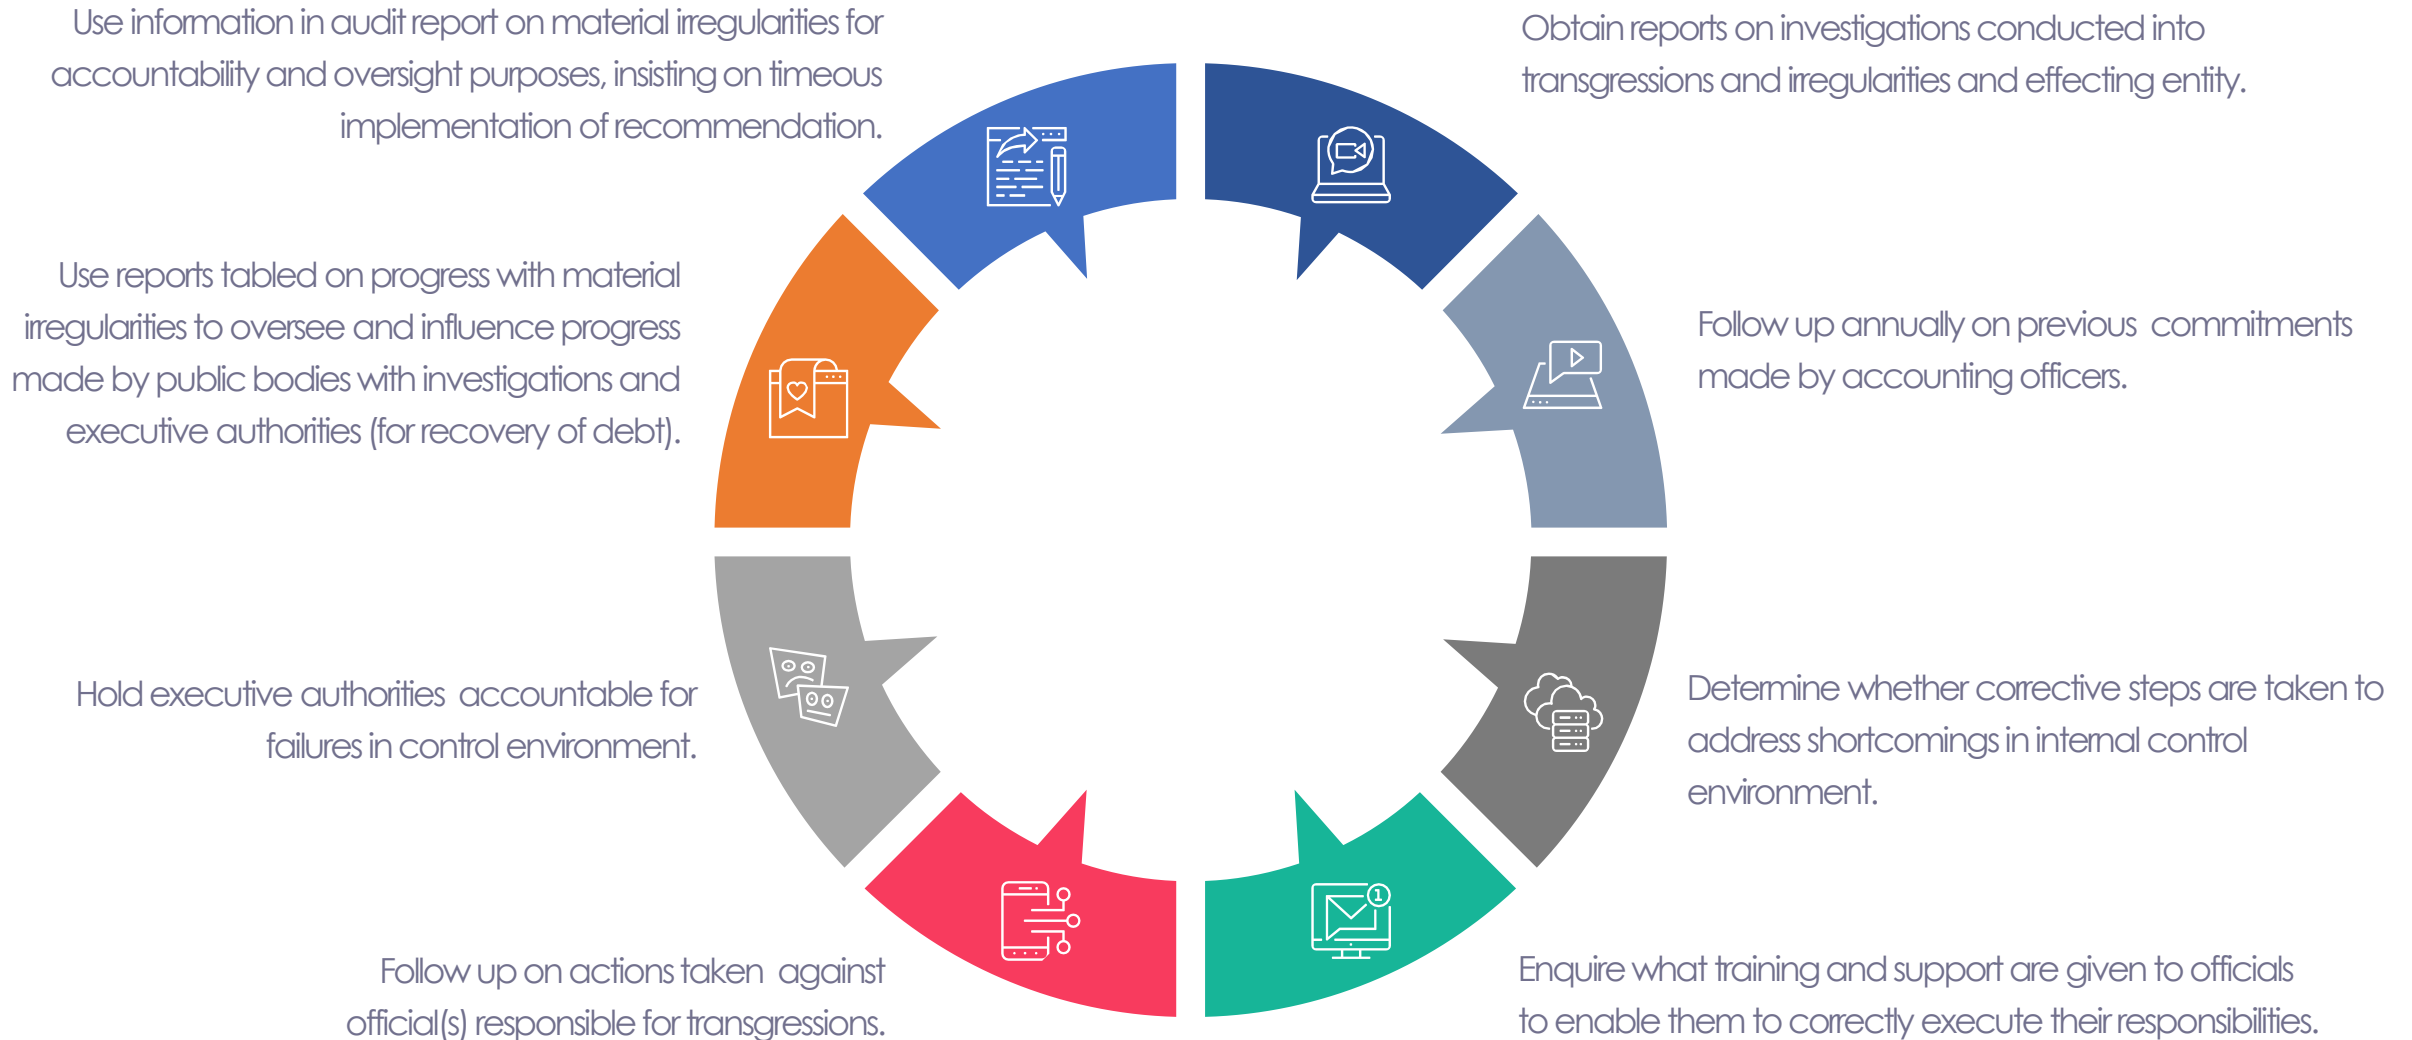 Use information in audit report on material irregularities for
accountability and oversight purposes, insisting on timeous
implementation of recommendation.
Obtain reports on investigations conducted into
transgressions and irregularities and effecting entity.
Use reports tabled on progress with material
irregularities to oversee and influence progress
made by public bodies with investigations and
executive authorities (for recovery of debt).
Follow up annually on previous commitments
made by accounting officers.
Hold executive authorities accountable for
failures in control environment.
Determine whether corrective steps are taken to
address shortcomings in internal control
environment.
Follow up on actions taken against
official(s) responsible for transgressions.
1
Enquire what training and support are given to officials
to enable them to correctly execute their responsibilities.